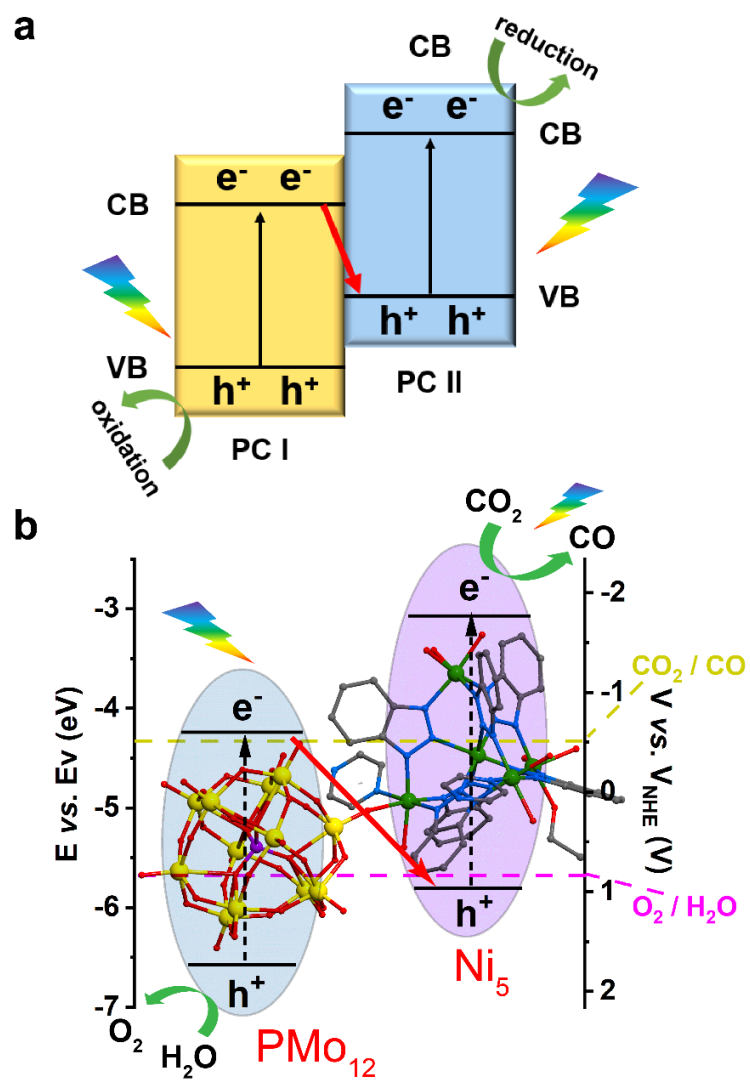 a
CB
reduction
e⁻ e⁻
CB
e⁻ e⁻
CB
VB
h⁺ h⁺
VB
h⁺ h⁺
PC II
oxidation
PC I
b
CO₂
CO
-3
-4
-5
-6
-7
E vs. Ev (eV)
e⁻
e⁻
h⁺
h⁺
-2
-1
0
1
2
V vs. V_NHE (V)
CO₂ / CO
O₂ / H₂O
Ni₅
O₂
H₂O
PMo₁₂